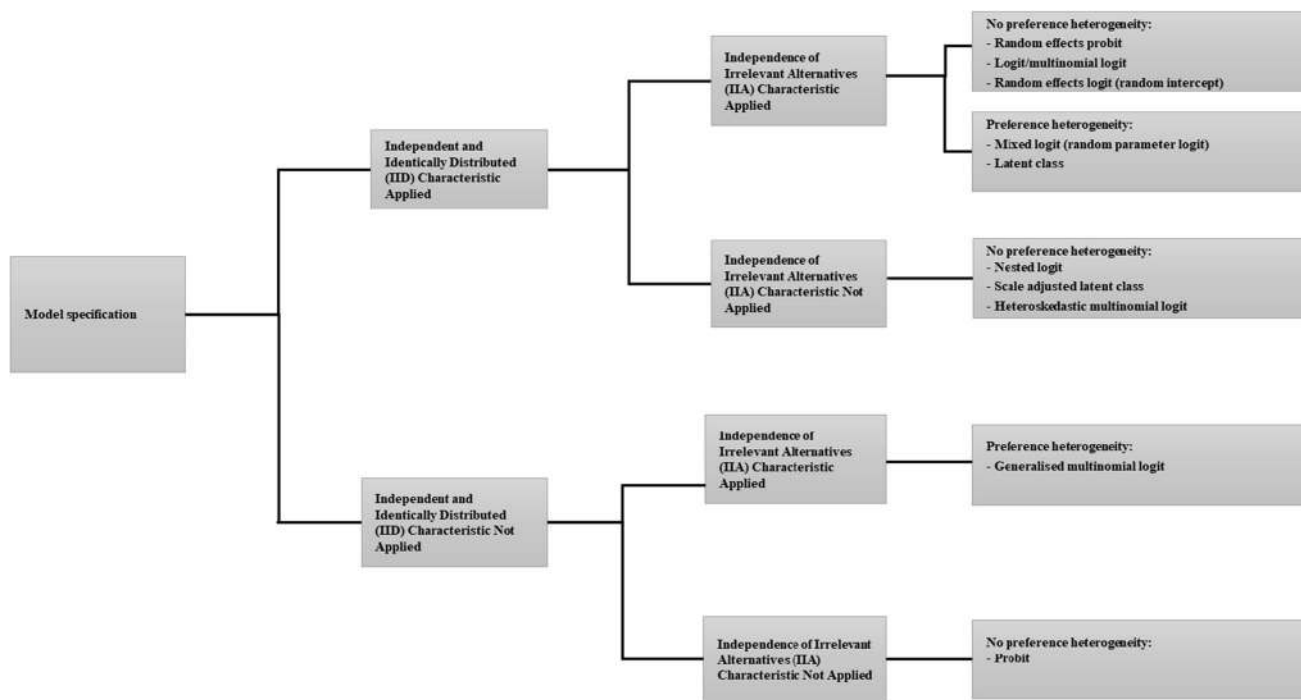 Model specification
Independent and
Identically Distributed
(IID) Characteristic
Applied
Independent of
Irrelevant Alternatives
(IIA) Characteristic
Applied
No preference heterogeneity:
- Random effects probit
- Logit/multinomial logit
- Random effects logit (random intercept)
Preference heterogeneity:
- Mixed logit (random parameter logit)
- Latent class
Independence of
Irrelevant Alternatives
(IIA) Characteristic Not
Applied
No preference heterogeneity:
- Nested logit
- Scale adjusted latent class
- Heteroskedastic multinomial logit
Independent and
Identically Distributed
(IID) Characteristic Not
Applied
Independence of
Irrelevant Alternatives
(IIA) Characteristic
Applied
Preference heterogeneity:
- Generalised multinomial logit
Independence of Irrelevant
Alternatives (IIA)
Characteristic Not Applied
No preference heterogeneity:
- Probit